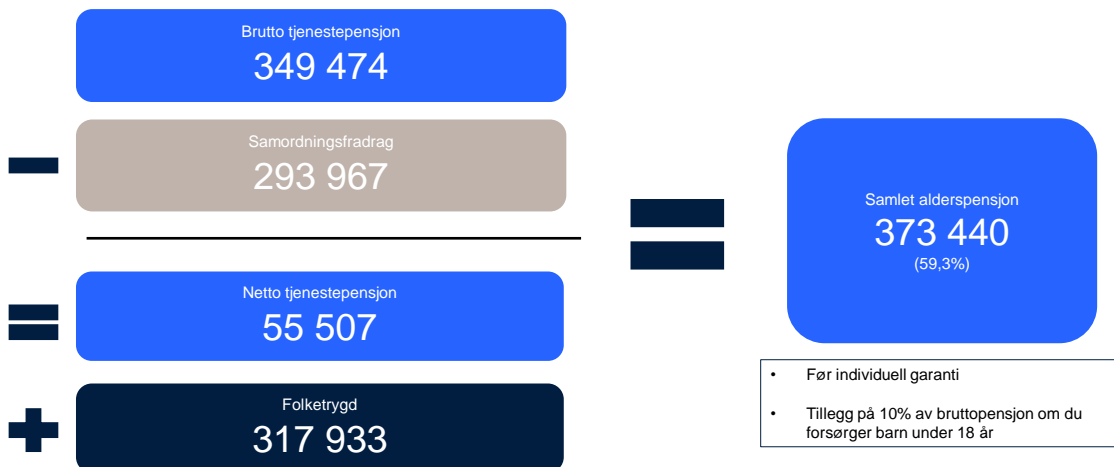 Brutto tjenestepensjon
349 474
Samordningsfradrag
293 967
Netto tjenestepensjon
55 507
Folketrygd
317 933
Samlet alderspensjon
373 440
(59,3%)
• Før individuell garanti
• Tillegg på 10% av bruttopensjon om du
forsørger barn under 18 år